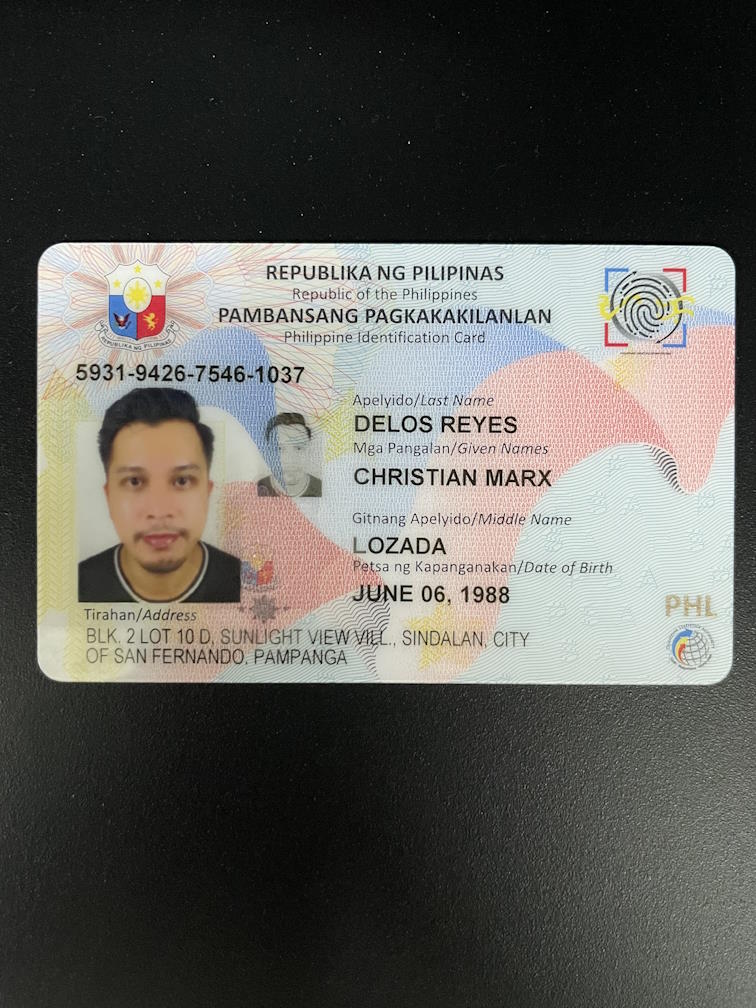 REPUBLIKA NG PILIPINAS
Republic of the Philippines
PAMBANSANG PAGKAKAKILANLAN
Philippine Identification Card
REPUBLIKA NG PILIPINAS
5931-9426-7546-1037
Apelyido/Last Name
DELOS REYES
Mga Pangalan/Given Names
CHRISTIAN MARX
Gitnang Apelyido/Middle Name
LOZADA
Petsa ng Kapanganakan/Date of Birth
JUNE 06, 1988
PHL
Tirahan/Address
BLK. 2 LOT 10 D, SUNLIGHT VIEW VILL., SINDALAN, CITY
OF SAN FERNANDO, PAMPANGA